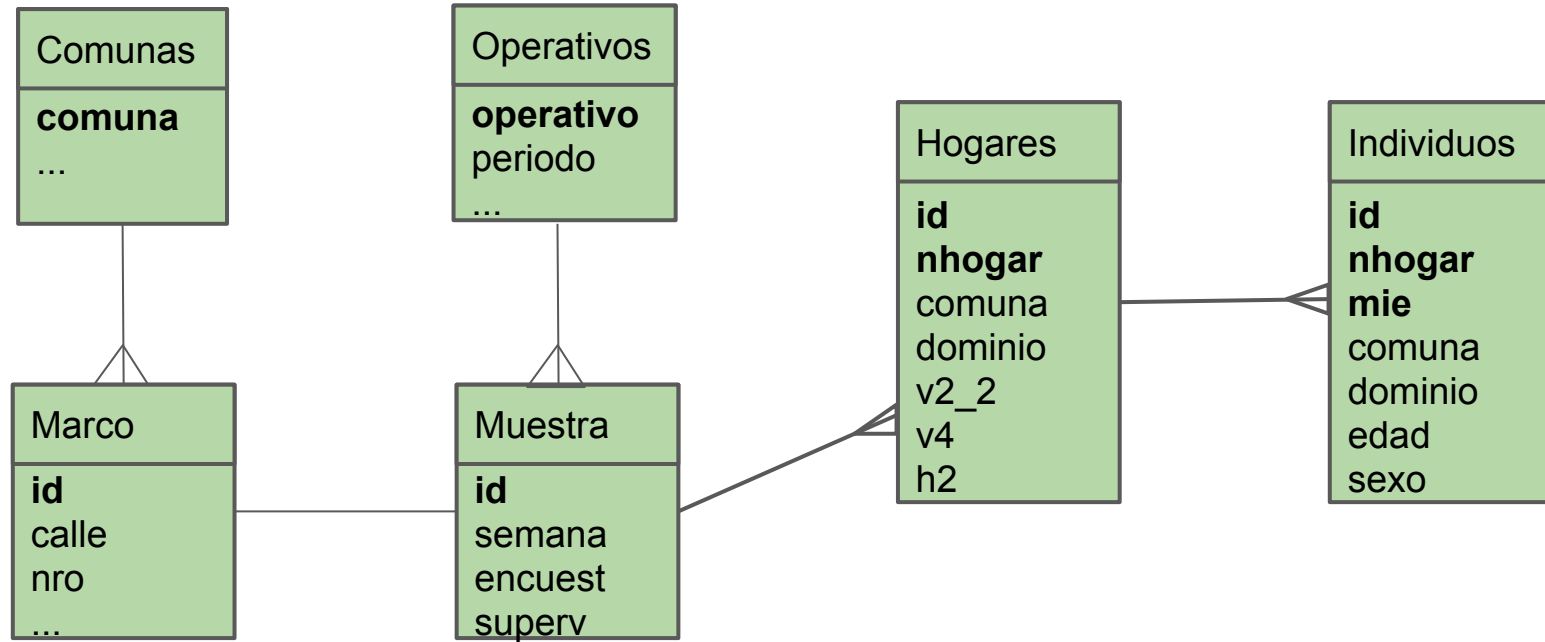 Comunas
comuna
...
Operativos
operativo
periodo
...
Marco
id
calle
nro
...
Muestra
id
semana
encuest
superv
Hogares
id
nhogar
comuna
dominio
v2_2
v4
h2
Individuos
id
nhogar
mie
comuna
dominio
edad
sexo